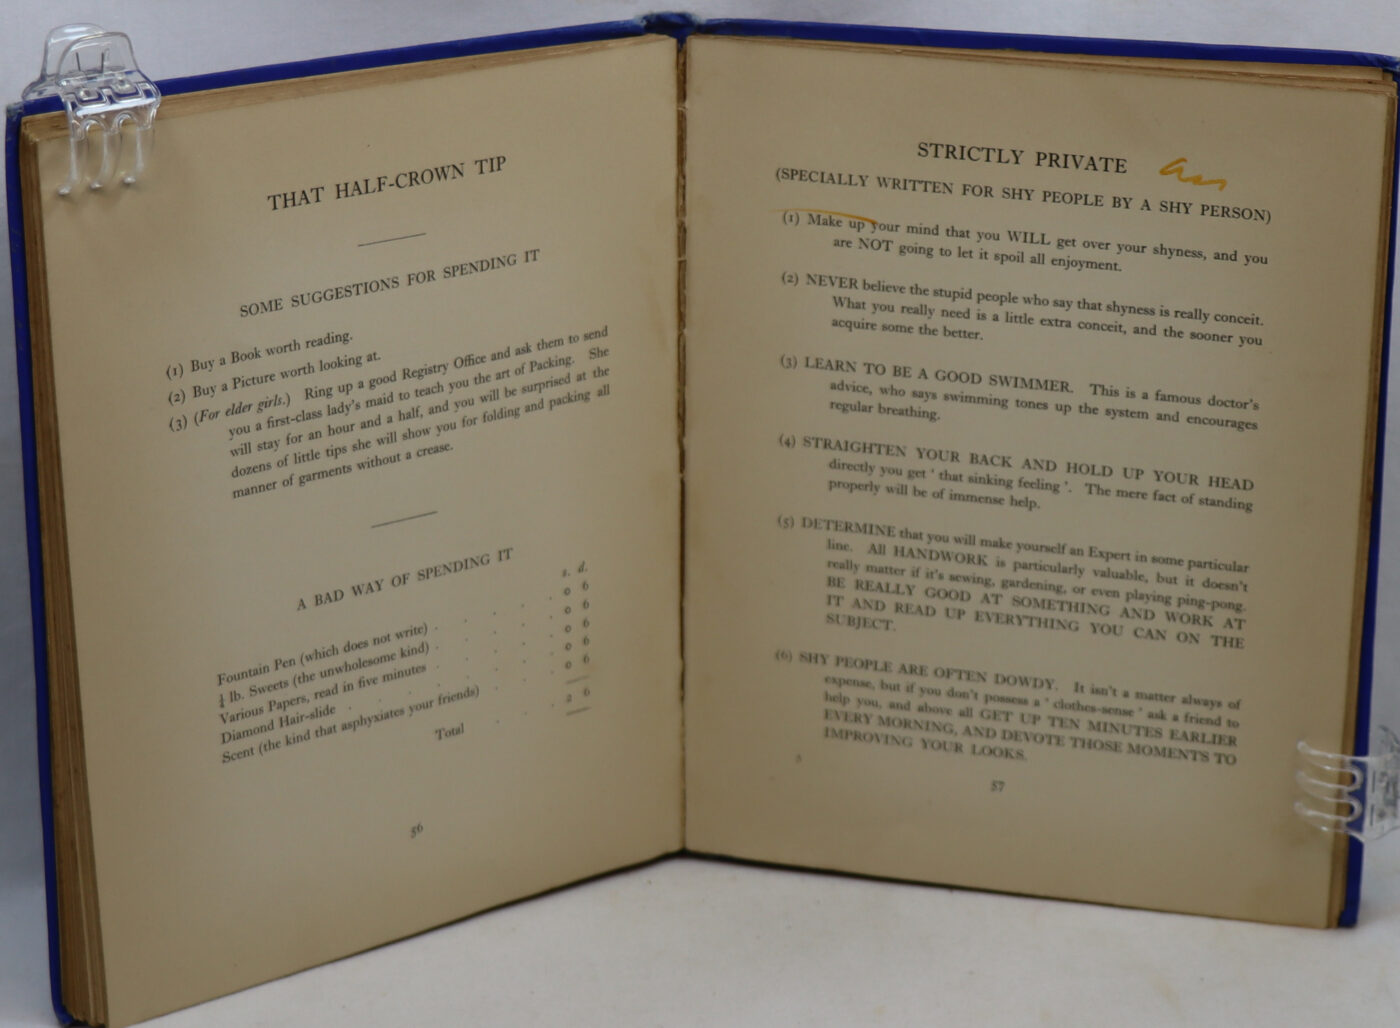 THAT HALF-CROWN TIP
SOME SUGGESTIONS FOR SPENDING IT
(1) Buy a Book worth reading.
(2) Buy a Picture worth looking at.
(3) (For elder girls.) Ring up a good Registry Office and ask them to send
you a first-class lady's maid to teach you the art of Packing. She
will stay for an hour and a half, and you will be surprised at the
dozens of little tips she will show you for folding and packing all
manner of garments without a crease.
A BAD WAY OF SPENDING IT
s. d.
Fountain Pen (which does not write) . . . . . 0 6
¼ lb. Sweets (the unwholesome kind) . . . . . 0 6
Various Papers, read in five minutes . . . . . 0 6
Diamond Hair-slide . . . . . . . 0 6
Scent (the kind that asphyxiates your friends) . . . 0 6
Total . . . 2 6
56
STRICTLY PRIVATE
(SPECIALLY WRITTEN FOR SHY PEOPLE BY A SHY PERSON)
(1) Make up your mind that you WILL get over your shyness, and you
are NOT going to let it spoil all enjoyment.
(2) NEVER believe the stupid people who say that shyness is really conceit.
What you really need is a little extra conceit, and the sooner you
acquire some the better.
(3) LEARN TO BE A GOOD SWIMMER. This is a famous doctor's
advice, who says swimming tones up the system and encourages
regular breathing.
(4) STRAIGHTEN YOUR BACK AND HOLD UP YOUR HEAD
directly you get ' that sinking feeling '. The mere fact of standing
properly will be of immense help.
(5) DETERMINE that you will make yourself an Expert in some particular
line. All HANDWORK is particularly valuable, but it doesn't
really matter if it's sewing, gardening, or even playing ping-pong.
BE REALLY GOOD AT SOMETHING AND WORK AT
IT AND READ UP EVERYTHING YOU CAN ON THE
SUBJECT.
(6) SHY PEOPLE ARE OFTEN DOWDY. It isn't a matter always of
expense, but if you don't possess a ' clothes-sense ' ask a friend to
help you, and above all GET UP TEN MINUTES EARLIER
EVERY MORNING, AND DEVOTE THOSE MOMENTS TO
IMPROVING YOUR LOOKS.
57